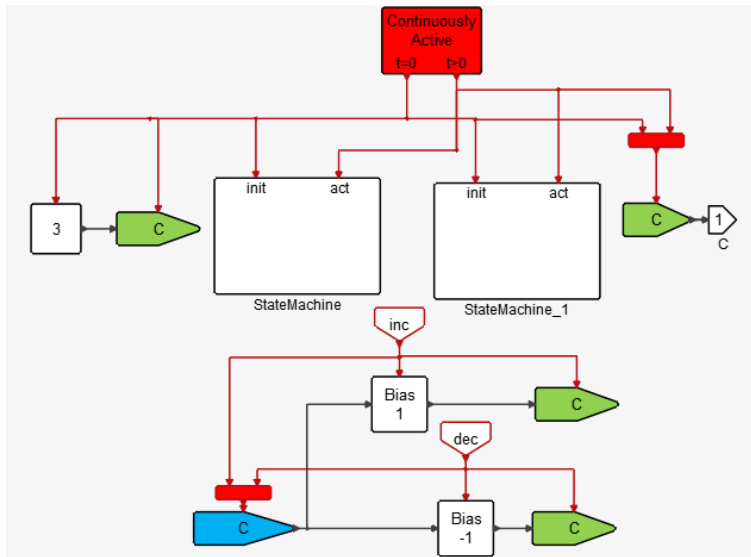 Continuously
Active
t=0 t>0
init act
init act
3
C
C
1
C
StateMachine
StateMachine_1
inc
Bias
1
C
dec
C
Bias
-1
C